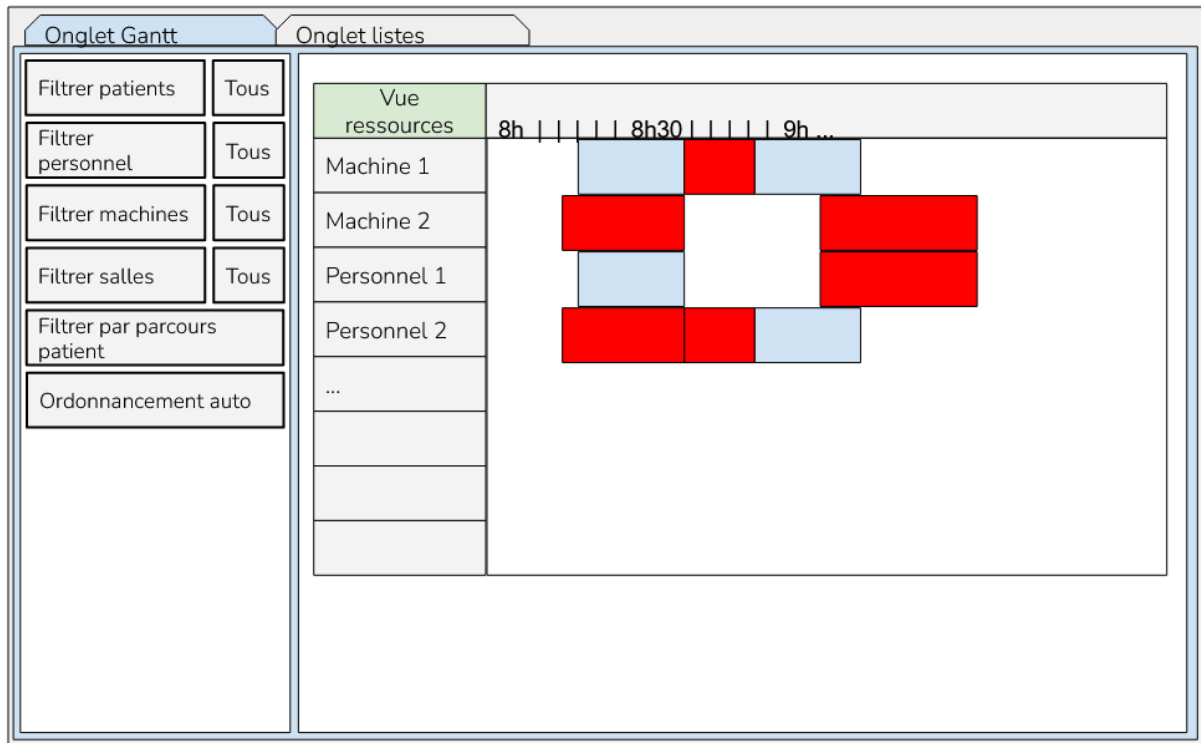 Onglet Gantt
Onglet listes
Filtrer patients
Tous
Filtrer
personnel
Tous
Filtrer machines
Tous
Filtrer salles
Tous
Filtrer par parcours
patient
Ordonnancement auto
Vue
ressources
8h | | | | | 8h30 | | | | | 9h ...
Machine 1
Machine 2
Personnel 1
Personnel 2
...